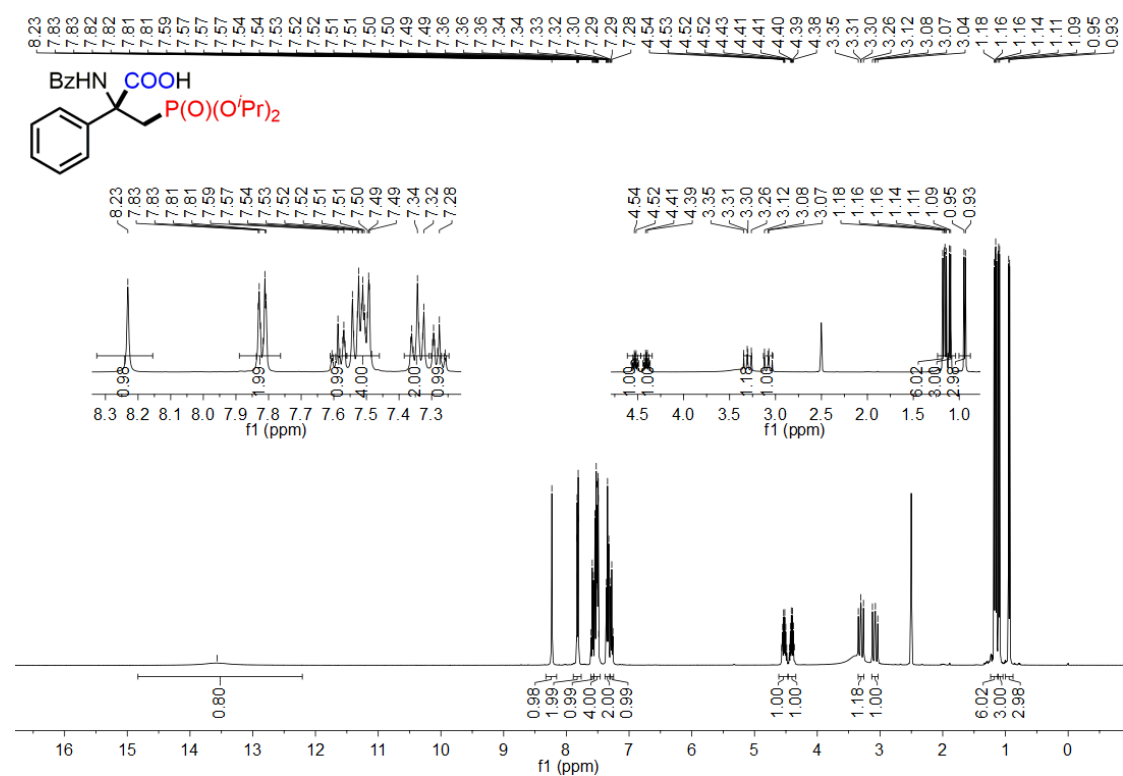 8.23 7.83 7.83 7.82 7.82 7.81 7.81 7.59 7.59 7.57 7.57 7.57 7.54 7.54 7.53 7.52 7.52 7.51 7.51 7.50 7.50 7.49 7.49 7.36 7.36 7.36 7.34 7.34 7.33 7.32 7.30 7.29 7.29 7.28 4.54 4.53 4.52 4.52 4.43 4.41 4.41 4.40 4.39 4.38 3.35 3.31 3.30 3.26 3.12 3.08 3.07 3.04 1.18 1.16 1.16 1.14 1.11 1.09 0.95 0.93
BzHN COOH
P(O)(OⁱPr)₂
8.23 7.83 7.83 7.81 7.81 7.59 7.57 7.54 7.53 7.52 7.52 7.51 7.51 7.50 7.49 7.49 7.34 7.32 7.28
4.54 4.52 4.41 4.39 3.35 3.31 3.30 3.26 3.12 3.08 3.07 1.18 1.16 1.16 1.14 1.11 1.09 0.95 0.93
0.98 1.99 0.99 4.00 2.00 0.99
8.3 8.2 8.1 8.0 7.9 7.8 7.7 7.6 7.5 7.4 7.3
f1 (ppm)
1.00 1.00 1.18 1.00 6.02 3.00 2.98
4.5 4.0 3.5 3.0 2.5 2.0 1.5 1.0
f1 (ppm)
0.80 0.98 1.99 0.99 4.00 2.00 0.99 1.00 1.00 1.18 1.00 6.02 3.00 2.98
16 15 14 13 12 11 10 9 8 7 6 5 4 3 2 1 0
f1 (ppm)